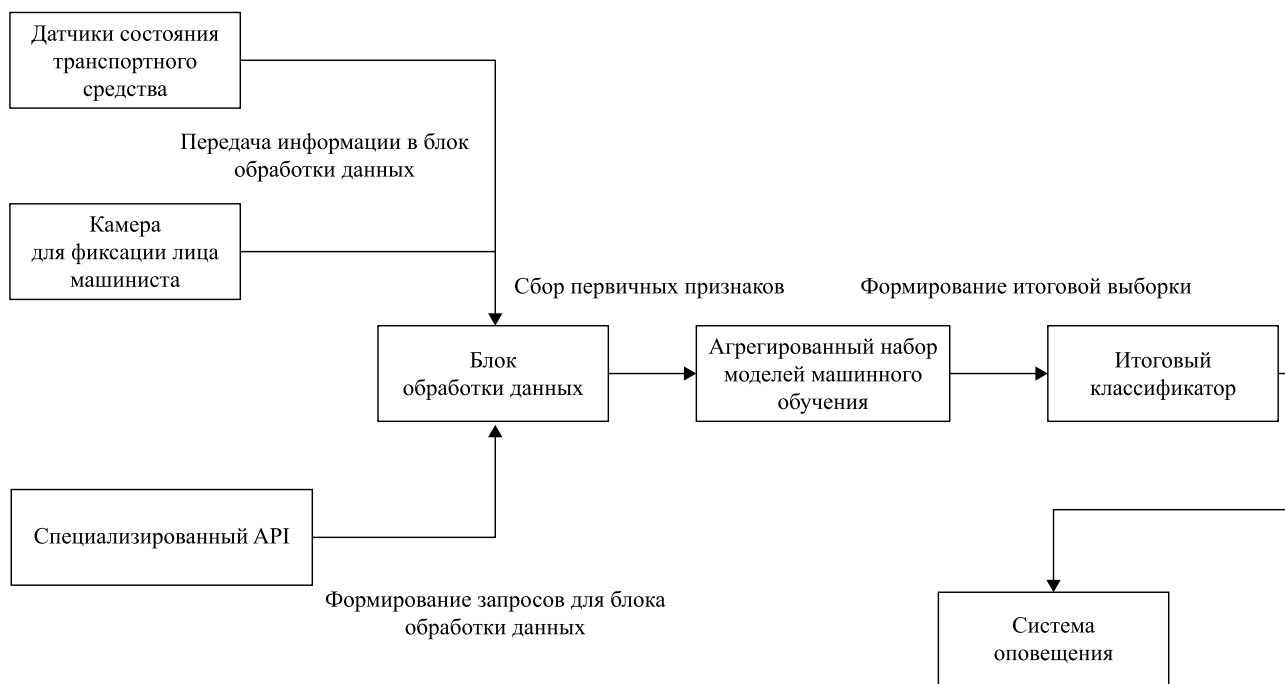 Датчики состояния
транспортного
средства
Передача информации в блок
обработки данных
Камера
для фиксации лица
машиниста
Сбор первичных признаков
Формирование итоговой выборки
Блок
обработки данных
Агрегированный набор
моделей машинного
обучения
Итоговый
классификатор
Специализированный API
Формирование запросов для блока
обработки данных
Система
оповещения